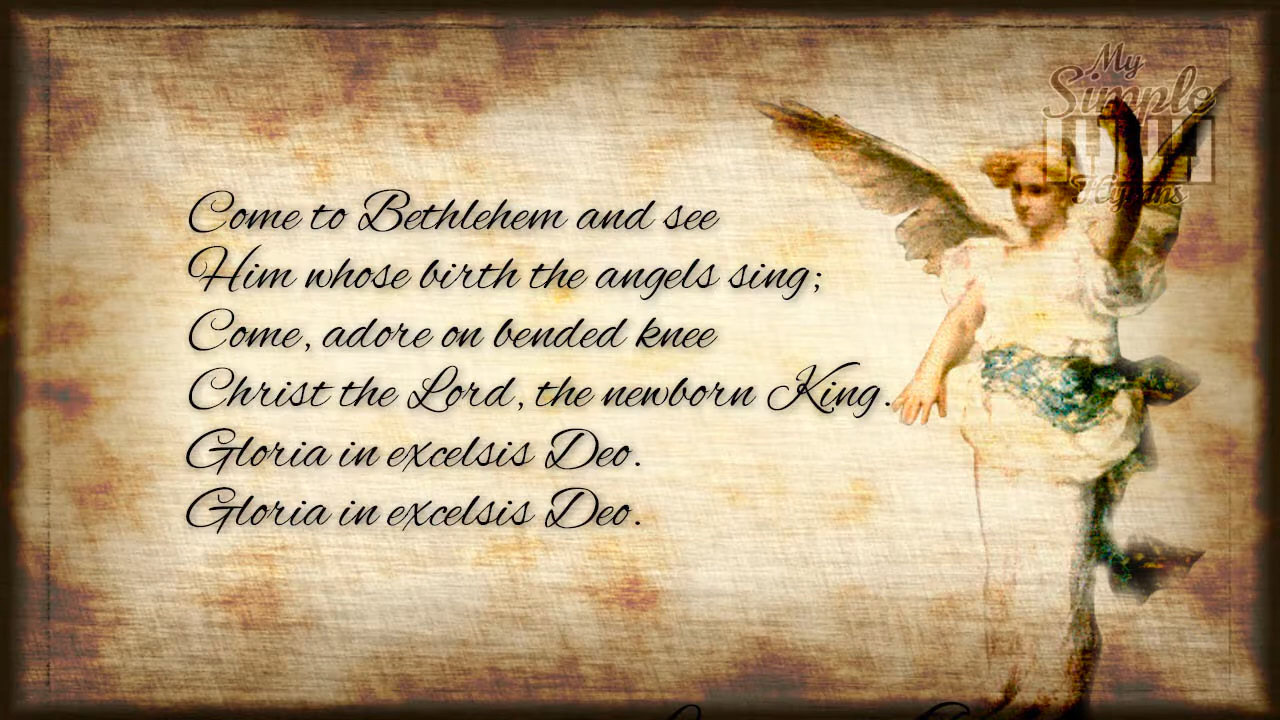 My
Simple
Hymns
Come to Bethlehem and see
Him whose birth the angels sing;
Come, adore on bended knee
Christ the Lord, the newborn King.
Gloria in excelsis Deo.
Gloria in excelsis Deo.